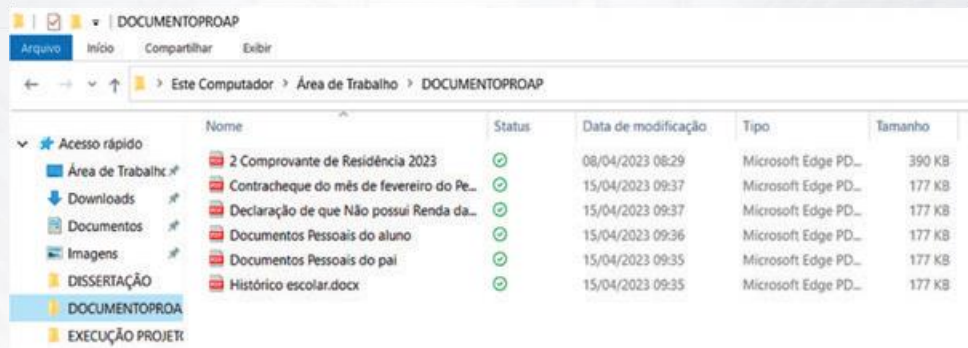 DOCUMENTOPROAP
Arquivo Início Compartilhar Exibir
Este Computador > Área de Trabalho > DOCUMENTOPROAP
Nome Status Data de modificação Tipo Tamanho
Acesso rápido
Área de Trabalhc
Downloads
Documentos
Imagens
DISSERTAÇÃO
DOCUMENTOPROA
EXECUÇÃO PROJETO
2 Comprovante de Residência 2023 08/04/2023 08:29 Microsoft Edge PD... 390 KB
Contracheque do mês de fevereiro do Pe... 15/04/2023 09:37 Microsoft Edge PD... 177 KB
Declaração de que Não possui Renda da... 15/04/2023 09:37 Microsoft Edge PD... 177 KB
Documentos Pessoais do aluno 15/04/2023 09:36 Microsoft Edge PD... 177 KB
Documentos Pessoais do pai 15/04/2023 09:35 Microsoft Edge PD... 177 KB
Histórico escolar.docx 15/04/2023 09:35 Microsoft Edge PD... 177 KB